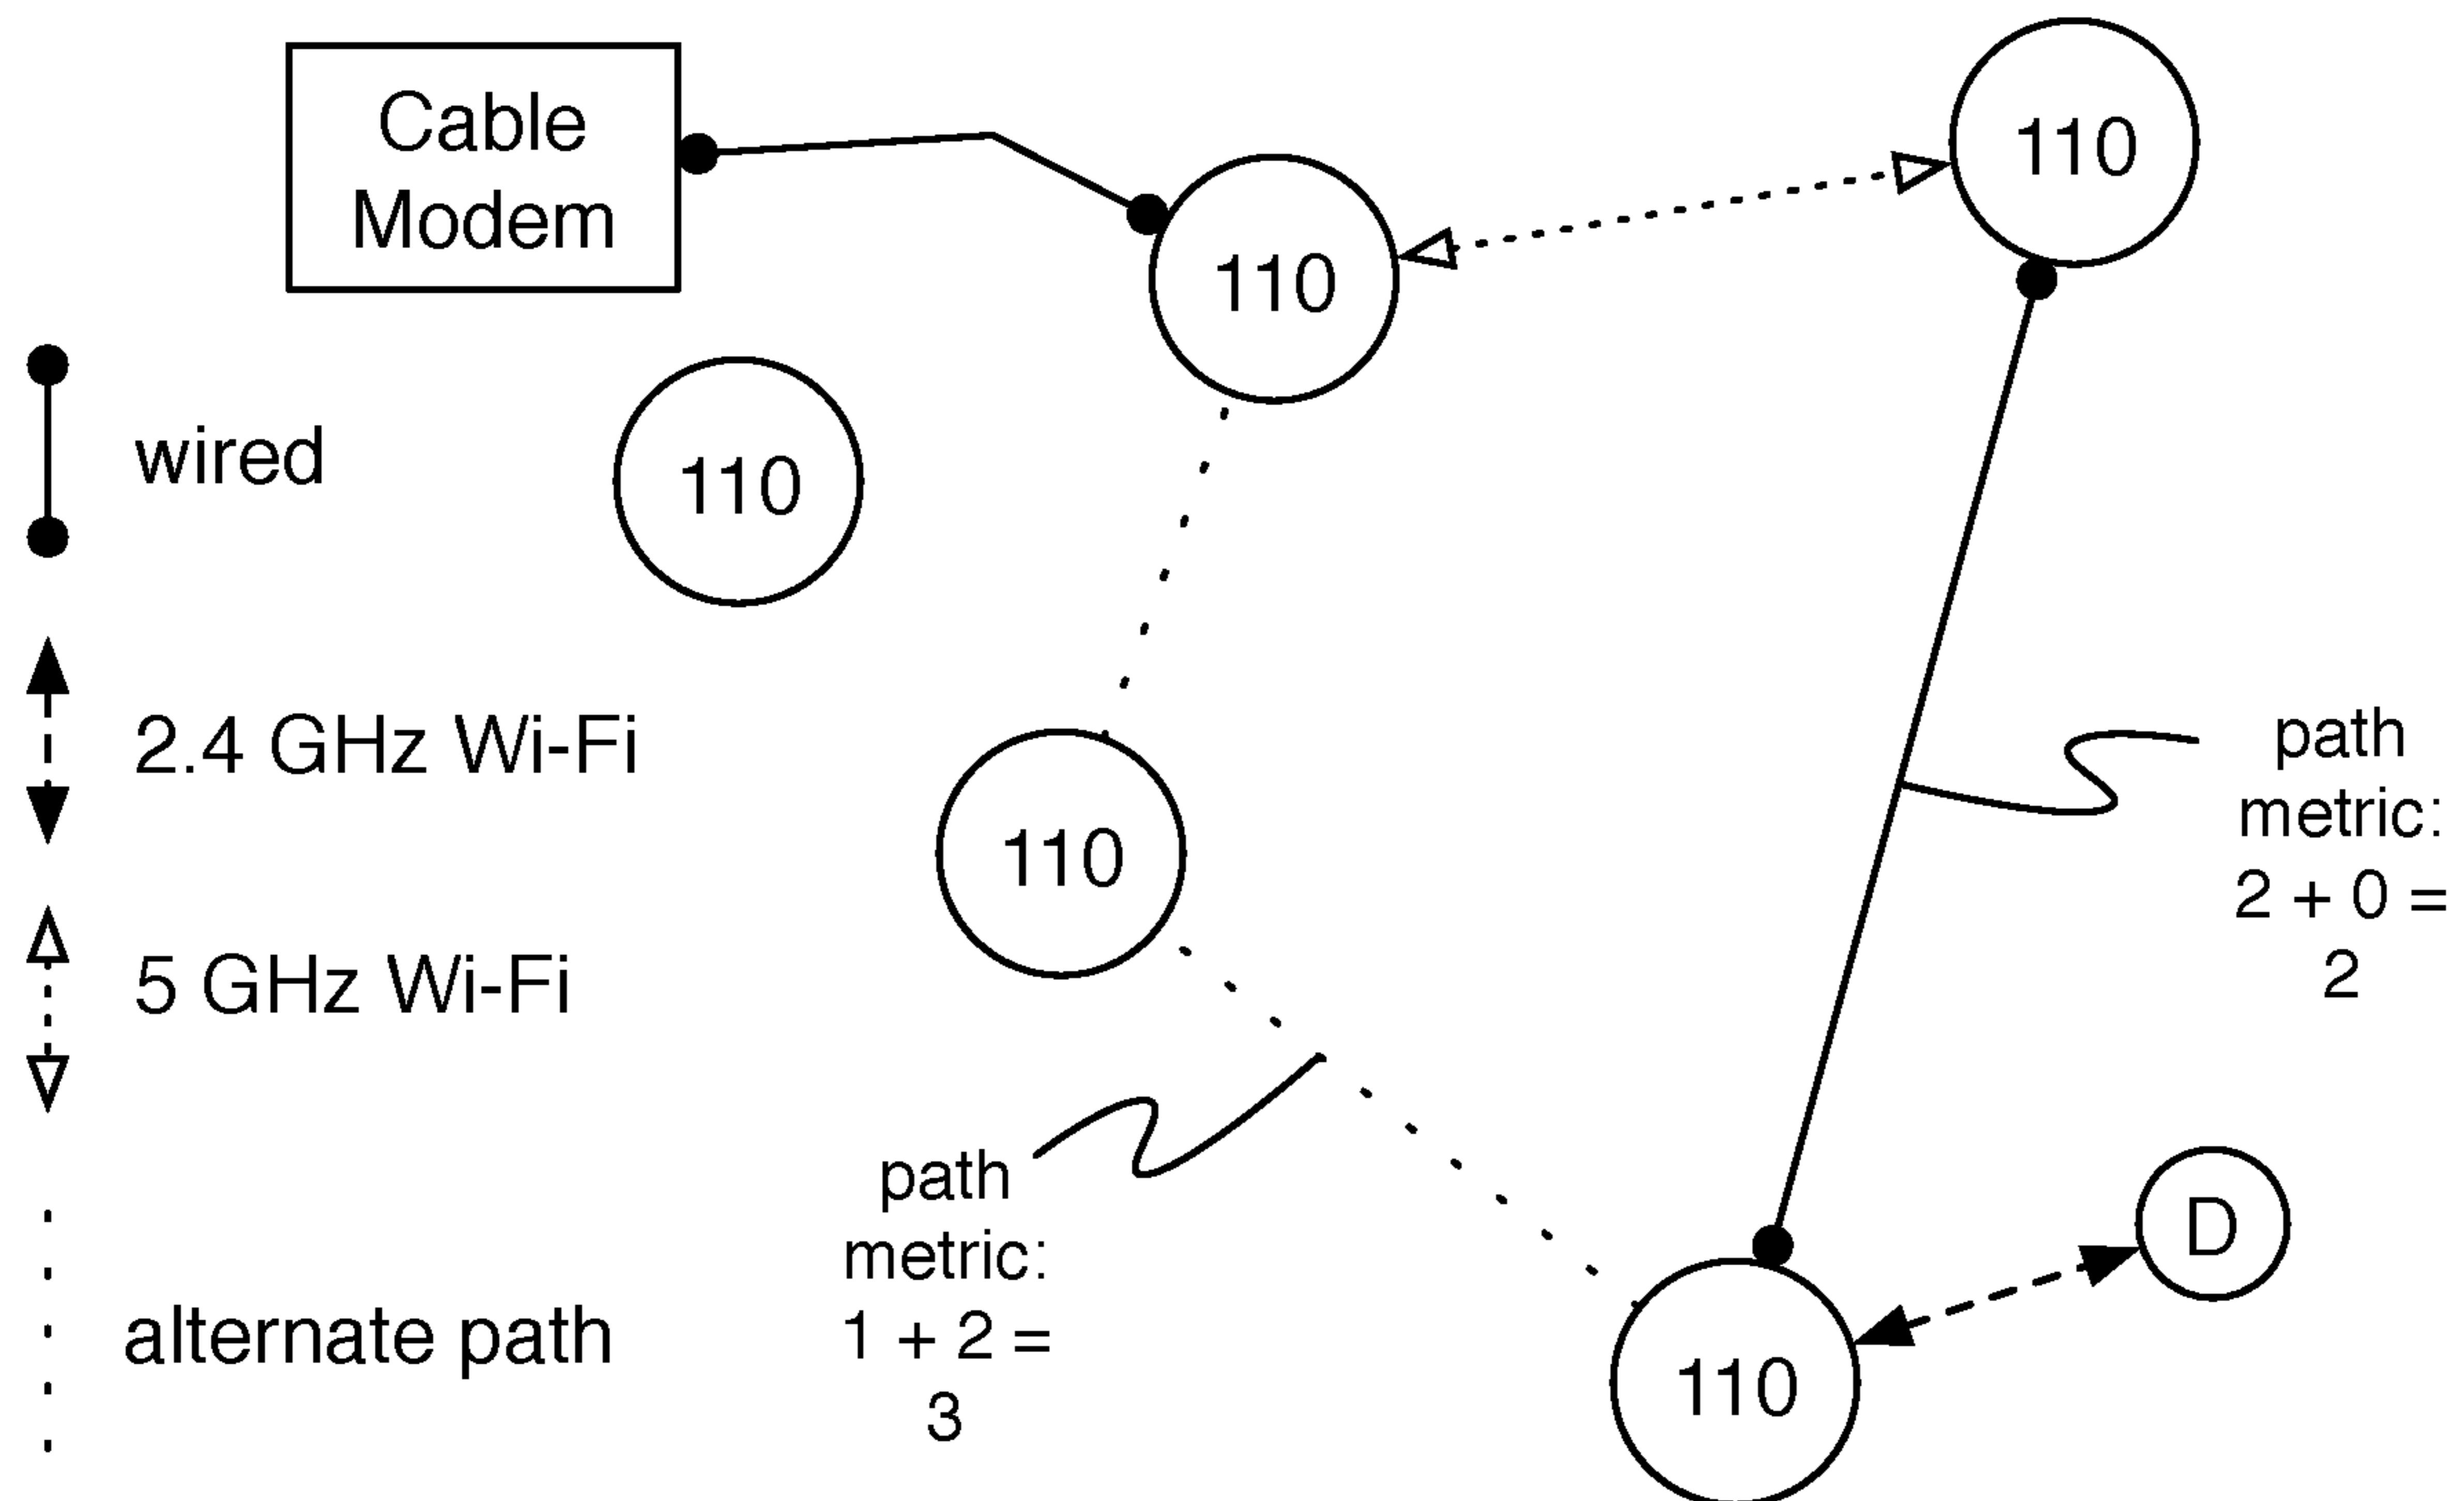 Cable
Modem
110
110
110
wired
2.4 GHz Wi-Fi
110
path
metric:
2 + 0 =
2
5 GHz Wi-Fi
path
metric:
1 + 2 =
3
D
alternate path
110